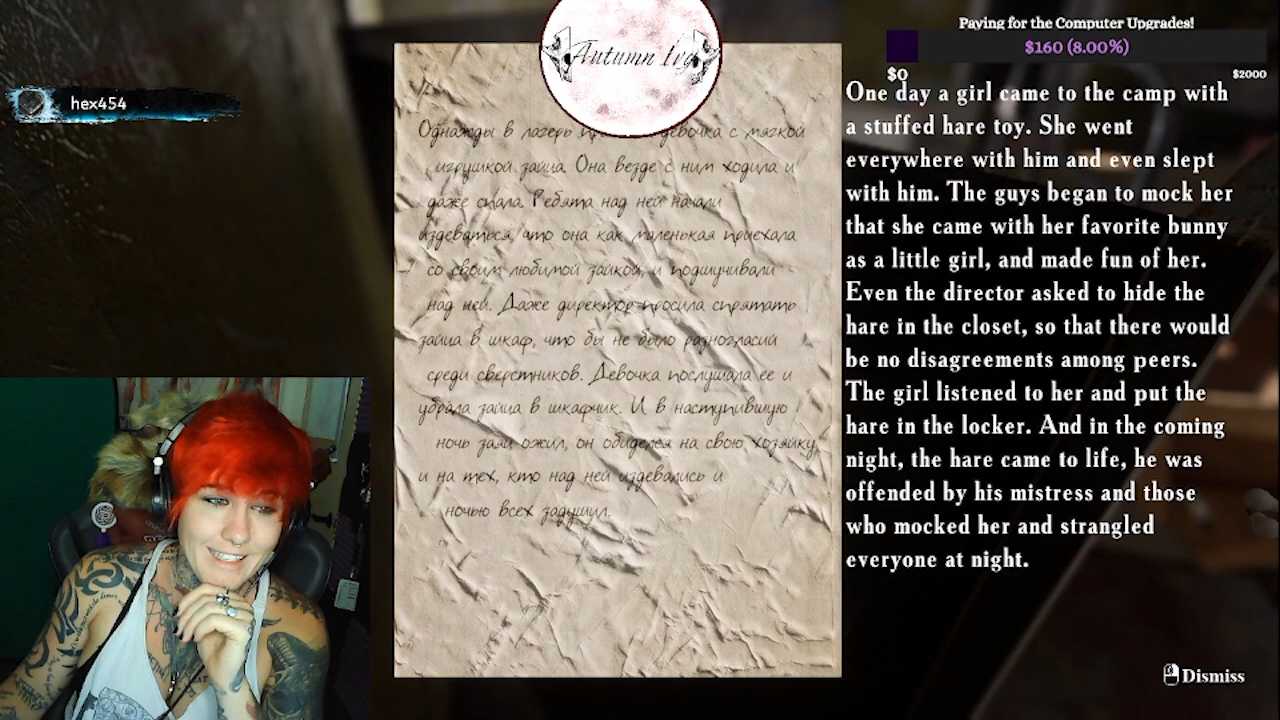 Paying for the Computer Upgrades!
$160 (8.00%)
$0
$2000
hex454
Autumn Ivy
Однажды в лагерь девочка с мягкой
игрушкой зайца. Она везде с ним ходила и
даже спала. Ребята над ней начали
издеваться, что она как маленькая приехала
со своим любимой зайкой, и подшучивали
над ней. Даже директор просила спрятать
зайца в шкаф, что бы не было разногласий
среди сверстников. Девочка послушала ее и
убрала зайца в шкафчик. И в наступившую
ночь заяц ожил, он обиделся на свою хозяйку
и на тех, кто над ней издевались и
ночью всех задушил.
One day a girl came to the camp with
a stuffed hare toy. She went
everywhere with him and even slept
with him. The guys began to mock her
that she came with her favorite bunny
as a little girl, and made fun of her.
Even the director asked to hide the
hare in the closet, so that there would
be no disagreements among peers.
The girl listened to her and put the
hare in the locker. And in the coming
night, the hare came to life, he was
offended by his mistress and those
who mocked her and strangled
everyone at night.
Dismiss